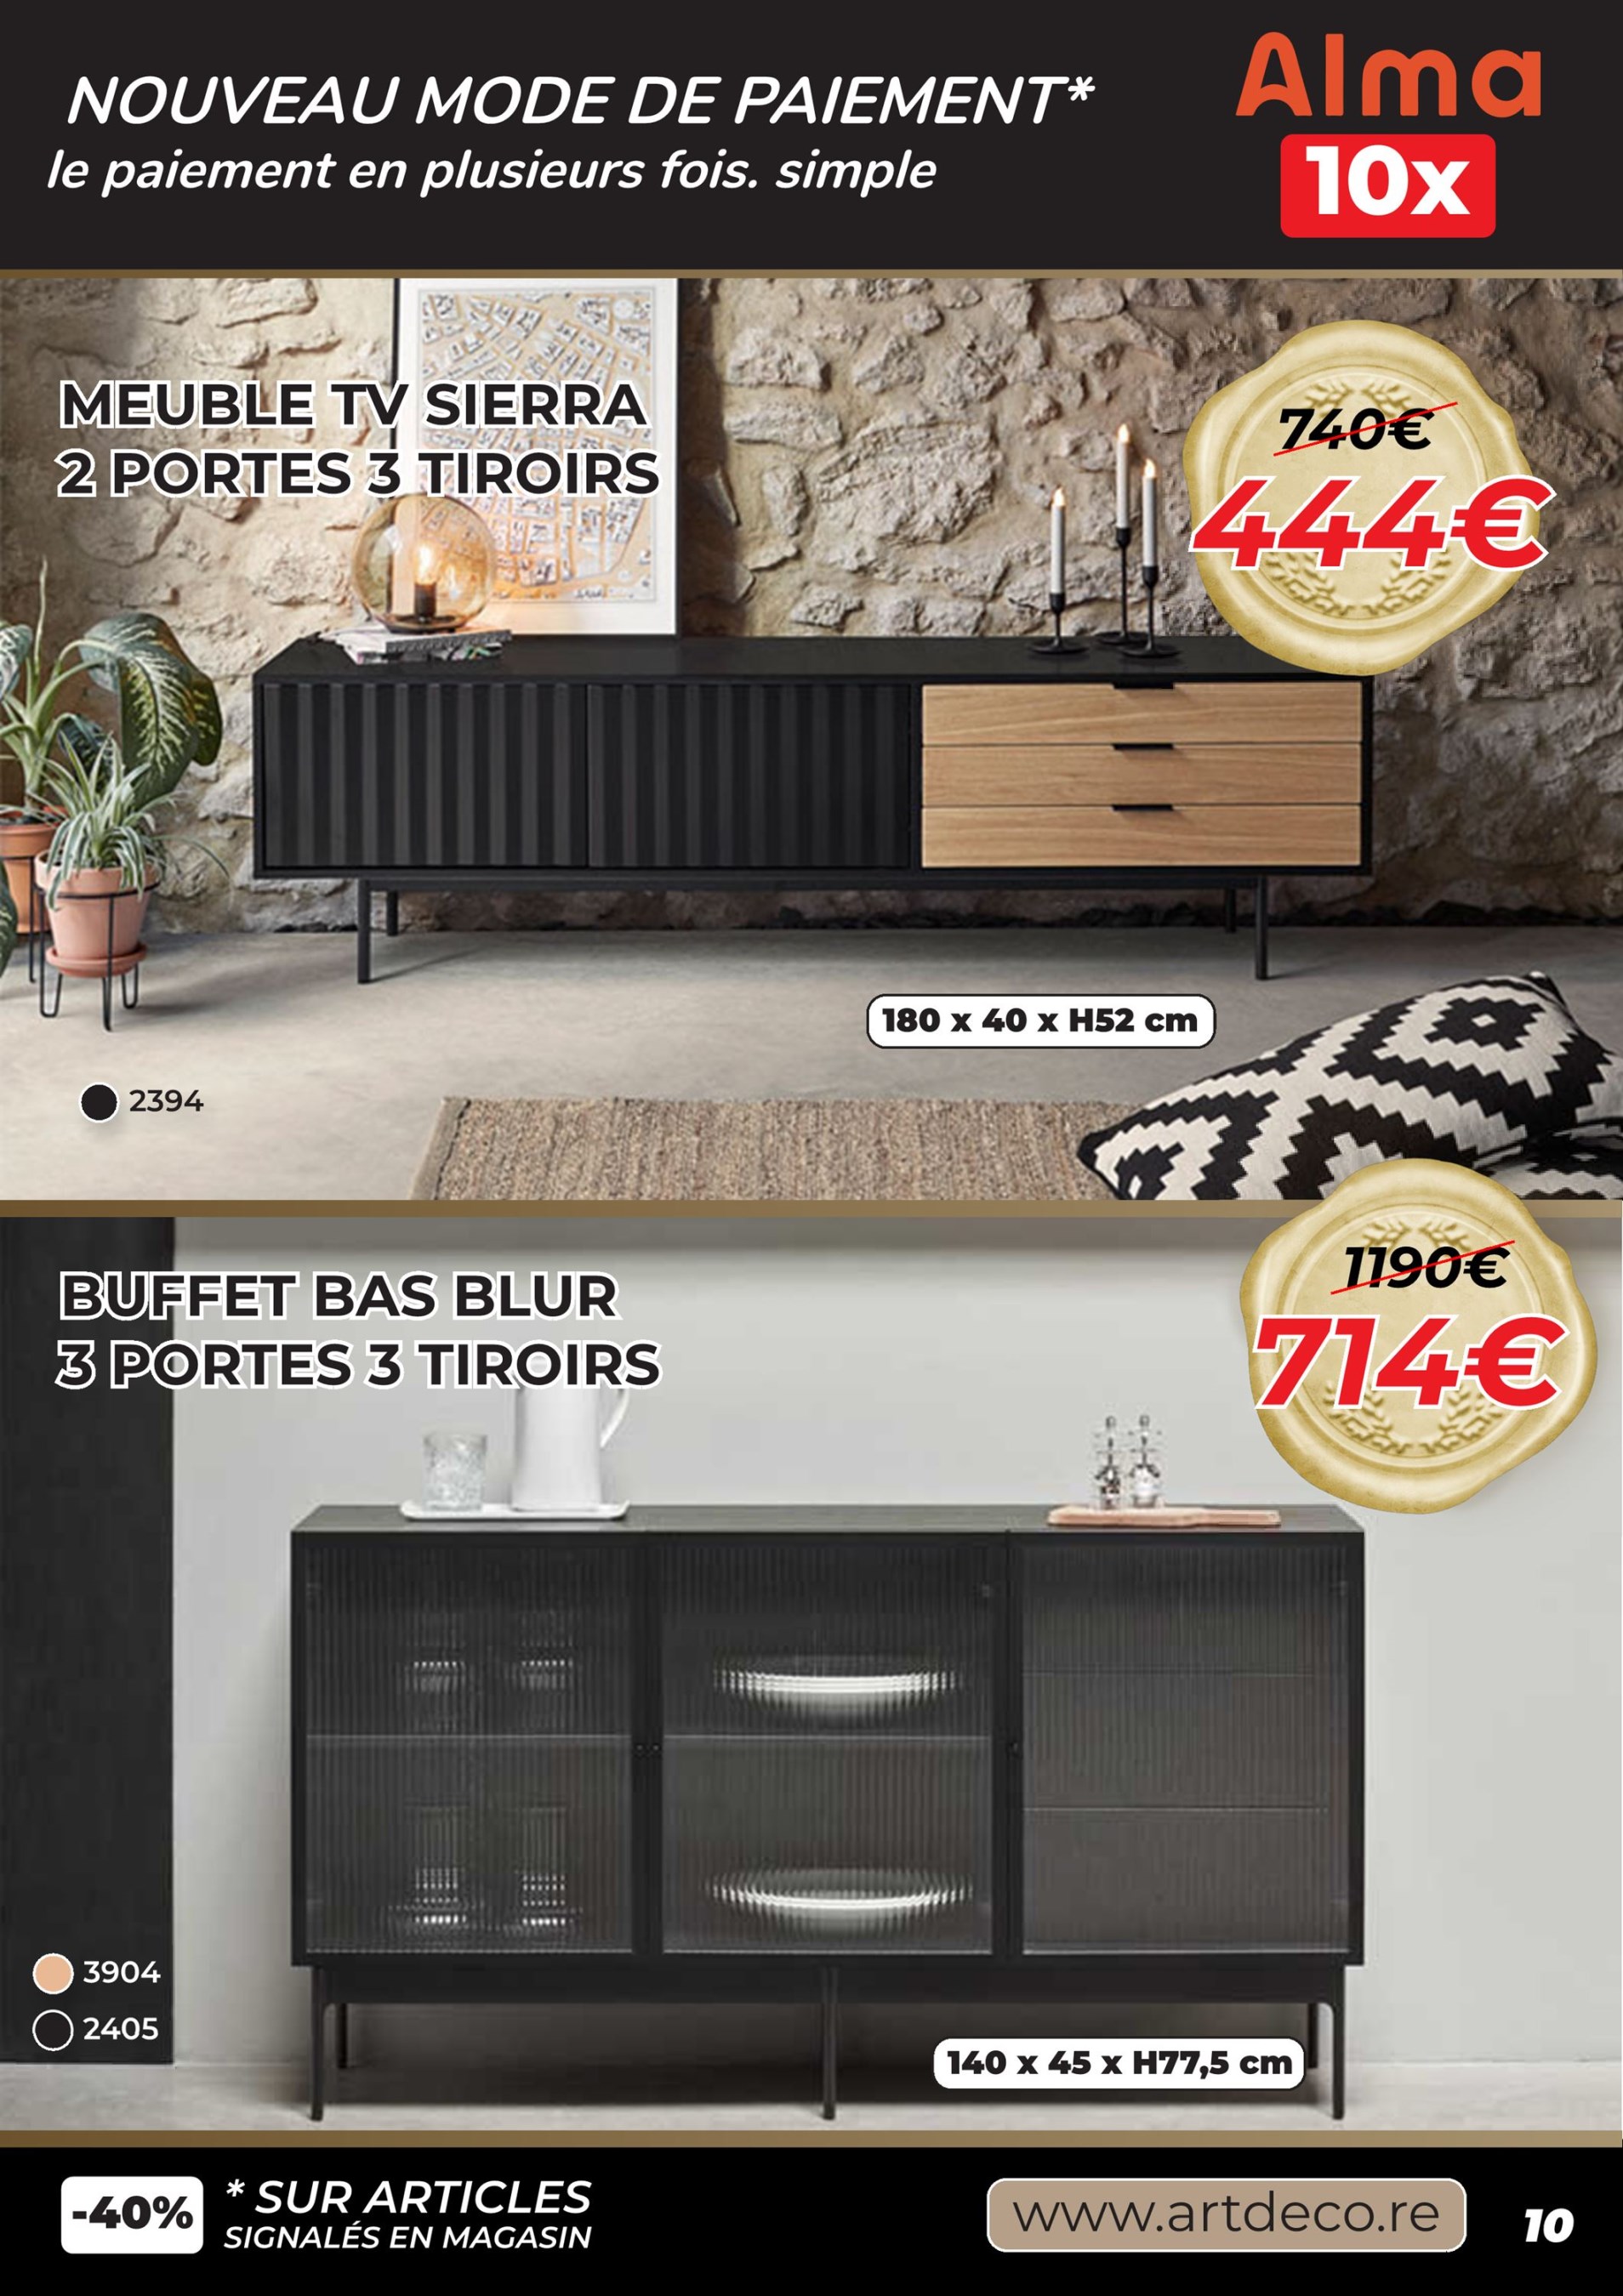 NOUVEAU MODE DE PAIEMENT*
le paiement en plusieurs fois. simple
Alma
10x
MEUBLE TV SIERRA
2 PORTES 3 TIROIRS
740€
444€
180 x 40 x H52 cm
2394
BUFFET BAS BLUR
3 PORTES 3 TIROIRS
1190€
714€
3904
2405
140 x 45 x H77,5 cm
-40%
* SUR ARTICLES
SIGNALÉS EN MAGASIN
www.artdeco.re
10